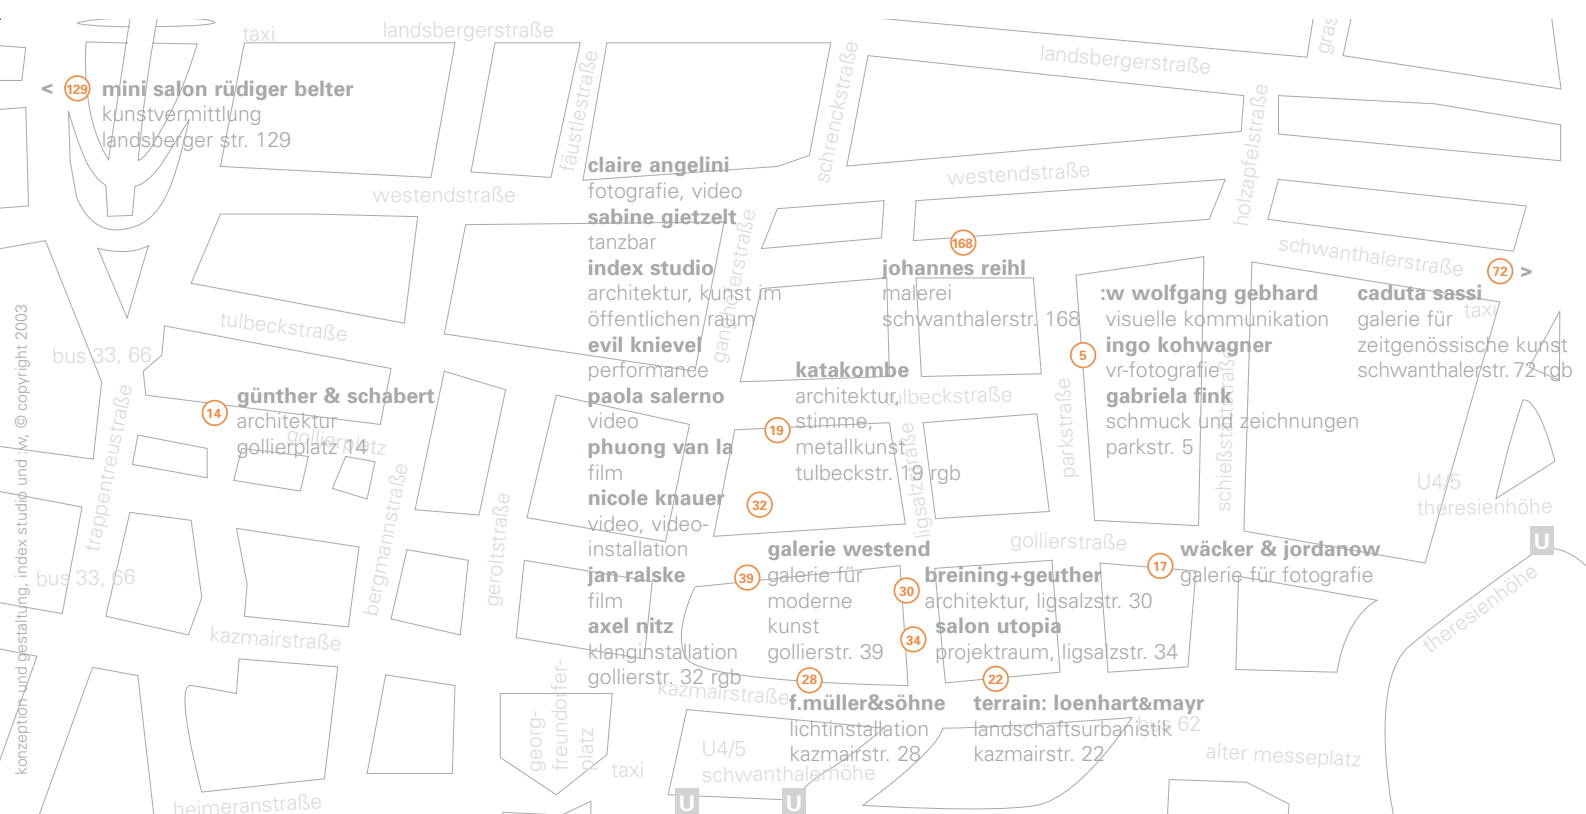 taxi
landsbergerstraße
landsbergerstraße
< 129 mini salon rüdiger belter
kunstvermittlung
landsberger str. 129
fäustlestraße
schrenckstraße
holzapfelstraße
westendstraße
westendstraße
claire angelini
fotografie, video
sabine gietzelt
tanzbar
index studio
architektur, kunst im
öffentlichen raum
evil knievel
performance
paola salerno
video
phuong van la
film
nicole knauer
video, video-
installation
jan ralske
film
axel nitz
klanginstallation
gollierstr. 32 rgb
32
168
johannes reihl
malerei
schwanthalerstr. 168
schwanthalerstraße
72 >
caduta sassi
galerie für
zeitgenössische kunst
schwanthalerstr. 72 rgb
taxi
:w wolfgang gebhard
visuelle kommunikation
5 ingo kohwagner
vr-fotografie
gabriela fink
schmuck und zeichnungen
parkstr. 5
ganghoferstraße
tulbeckstraße
bus 33, 66
14 günther & schabert
architektur
gollierplatz 14
gollierplatz
trappentreustraße
katakombe
architektur,
19 stimme,
metallkunst
tulbeckstr. 19 rgb
tulbeckstraße
parkstraße
schießstattstraße
ligsalzstraße
bergmannstraße
geroltstraße
U4/5
theresienhöhe
U
gollierstraße
17 wäcker & jordanow
galerie für fotografie
39 galerie westend
galerie für
moderne
kunst
gollierstr. 39
30 breining+geuther
architektur, ligsalzstr. 30
34 salon utopia
projektraum, ligsalzstr. 34
bus 33, 66
kazmairstraße
kazmairstraße
theresienhöhe
28
f.müller&söhne
lichtinstallation
kazmairstr. 28
22
terrain: loenhart&mayr
landschaftsurbanistik
kazmairstr. 22
bus 62
alter messeplatz
georg-
freundorfer-
platz
taxi
U4/5
schwanthalerhöhe
U
U
heimeranstraße
konzeption und gestaltung, index studio und :w, © copyright 2003